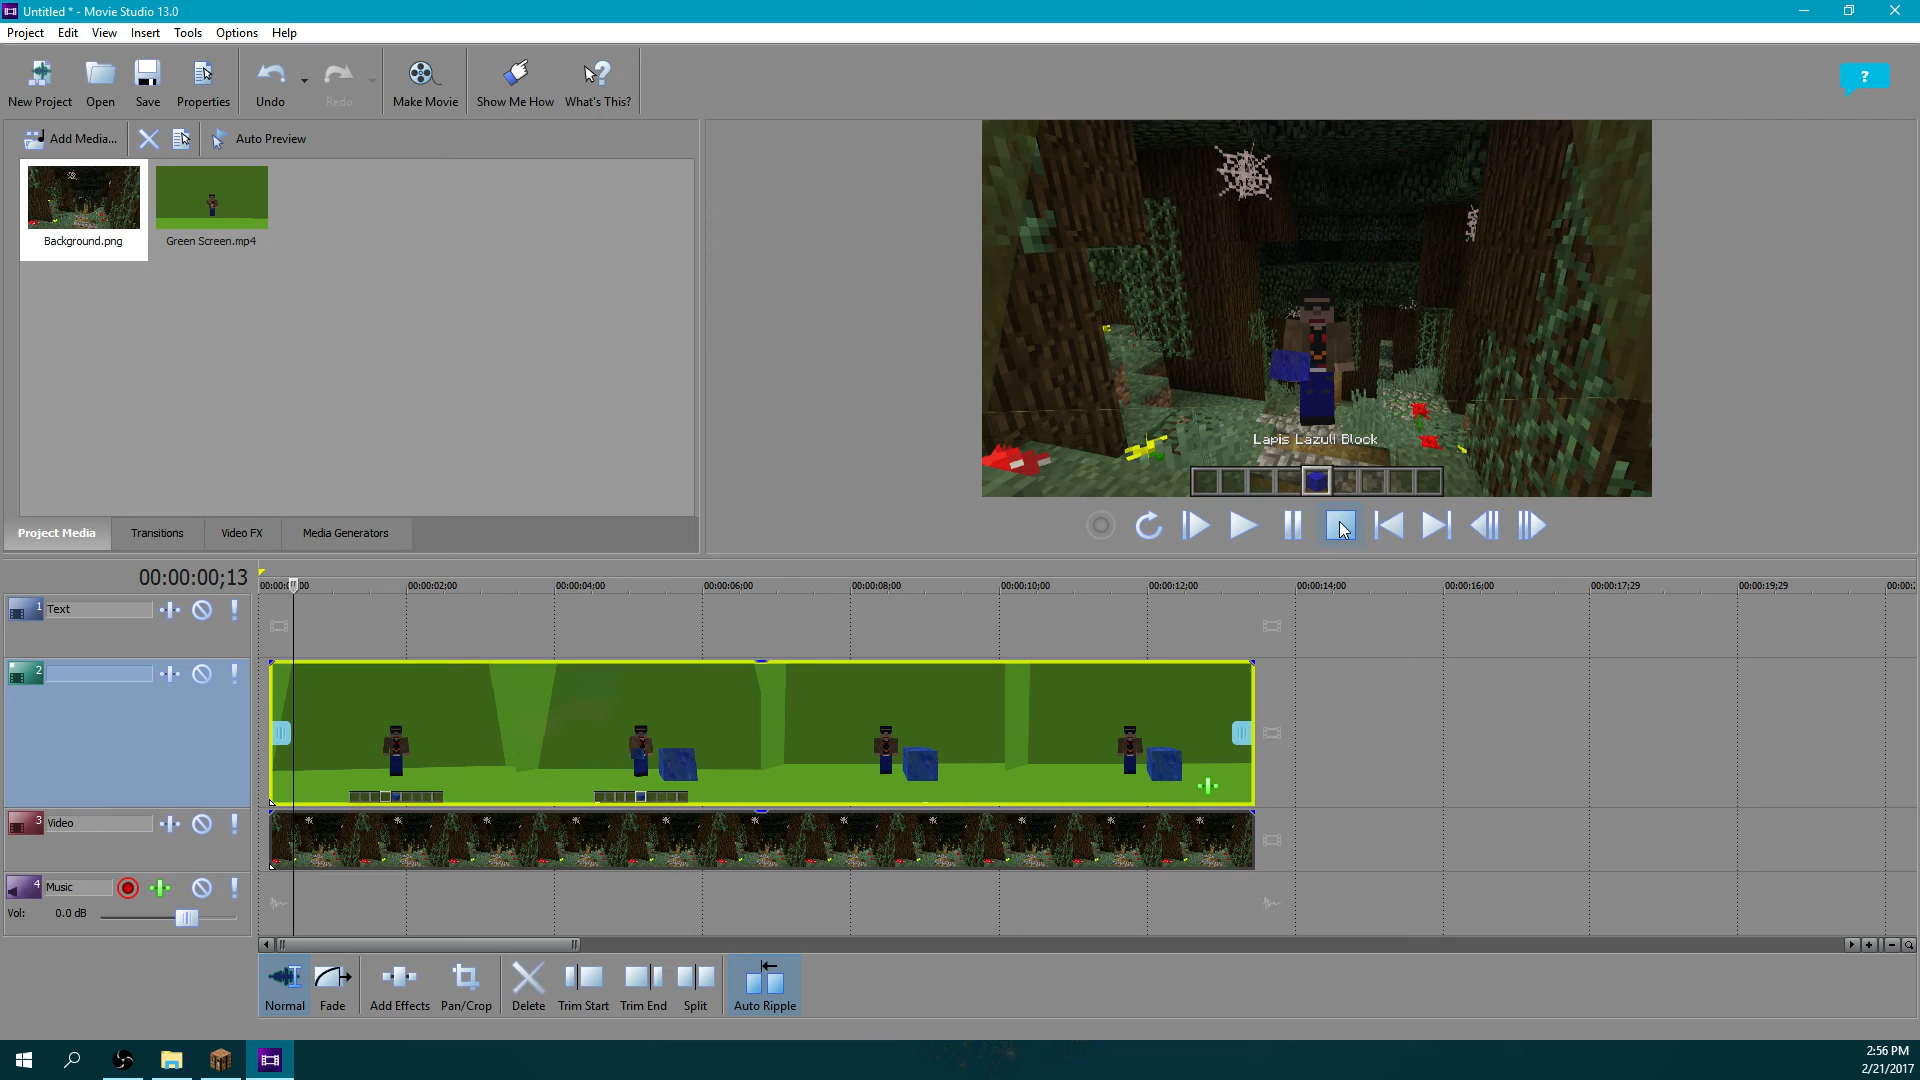 Untitled * - Movie Studio 13.0
Project Edit View Insert Tools Options Help
New Project Open Save Properties Undo Redo Make Movie Show Me How What's This?
?
Add Media... Auto Preview
Background.png Green Screen.mp4
Lapis Lazuli Block
Project Media Transitions Video FX Media Generators
00:00:00;13
00:00:02;00 00:00:04;00 00:00:06;00 00:00:08;00 00:00:10;00 00:00:12;00 00:00:14;00 00:00:16;00 00:00:17;29 00:00:19;29
1 Text
2
3 Video
4 Music
Vol: 0.0 dB
Normal Fade Add Effects Pan/Crop Delete Trim Start Trim End Split Auto Ripple
2:56 PM
2/21/2017